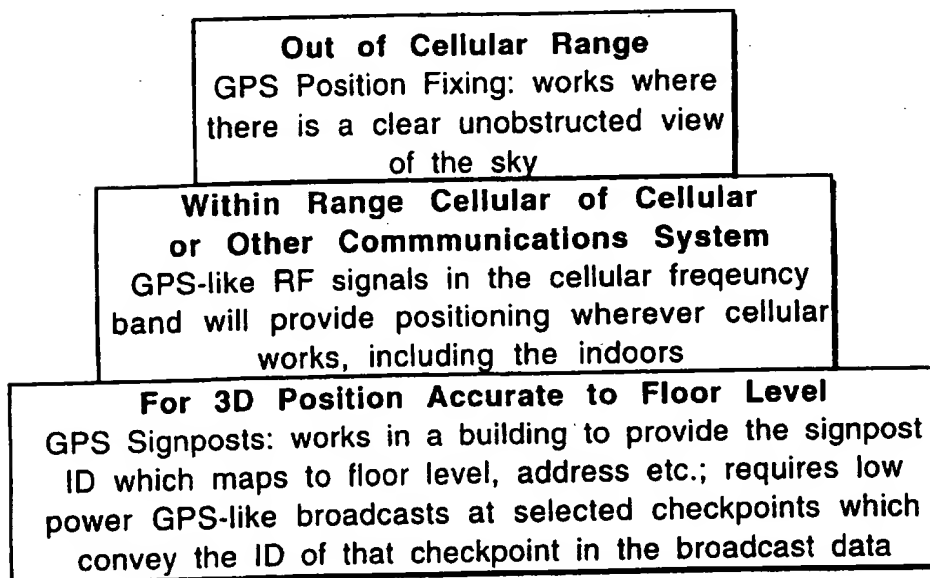 Out of Cellular Range
GPS Position Fixing: works where
there is a clear unobstructed view
of the sky
Within Range Cellular of Cellular
or Other Commmunications System
GPS-like RF signals in the cellular freqeuncy
band will provide positioning wherever cellular
works, including the indoors
For 3D Position Accurate to Floor Level
GPS Signposts: works in a building to provide the signpost
ID which maps to floor level, address etc.; requires low
power GPS-like broadcasts at selected checkpoints which
convey the ID of that checkpoint in the broadcast data